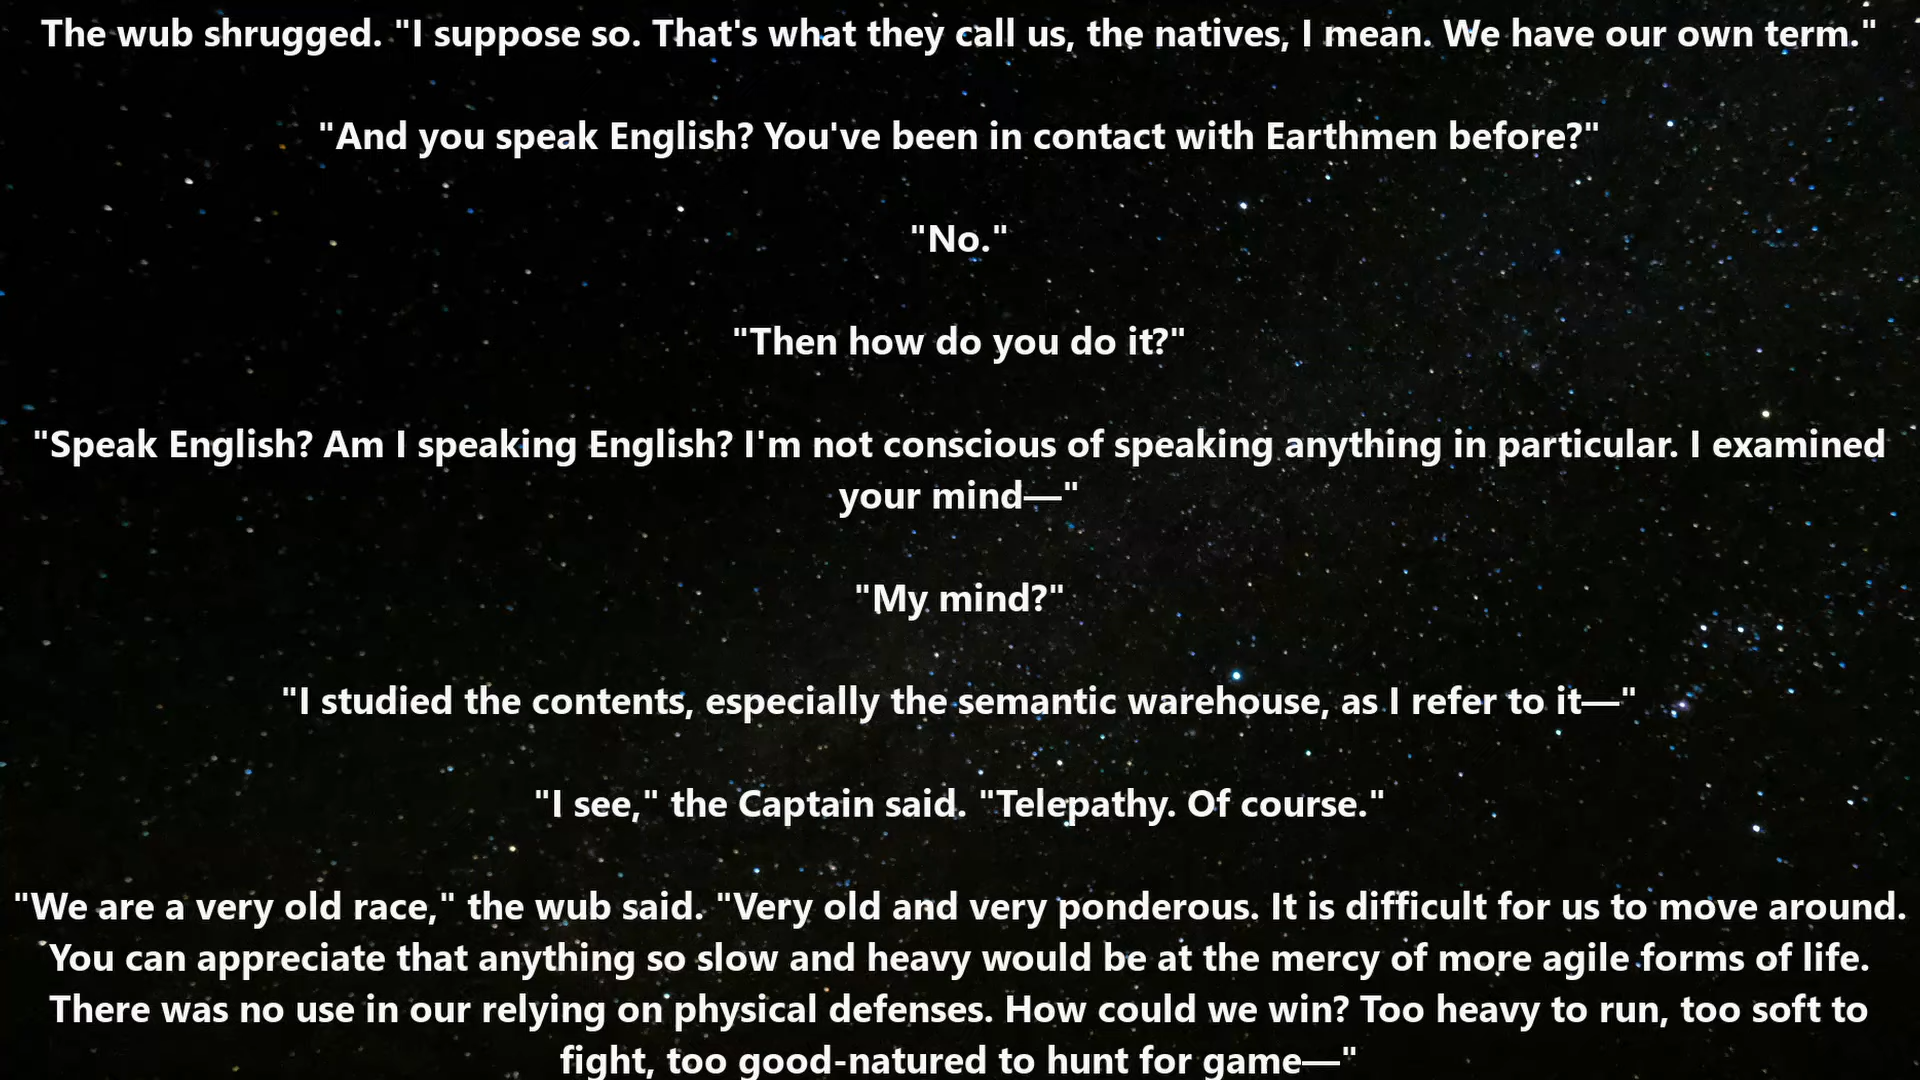 The wub shrugged. "I suppose so. That's what they call us, the natives, I mean. We have our own term."
"And you speak English? You've been in contact with Earthmen before?"
"No."
"Then how do you do it?"
"Speak English? Am I speaking English? I'm not conscious of speaking anything in particular. I examined
your mind—"
"My mind?"
"I studied the contents, especially the semantic warehouse, as I refer to it—"
"I see," the Captain said. "Telepathy. Of course."
"We are a very old race," the wub said. "Very old and very ponderous. It is difficult for us to move around.
You can appreciate that anything so slow and heavy would be at the mercy of more agile forms of life.
There was no use in our relying on physical defenses. How could we win? Too heavy to run, too soft to
fight, too good-natured to hunt for game—"